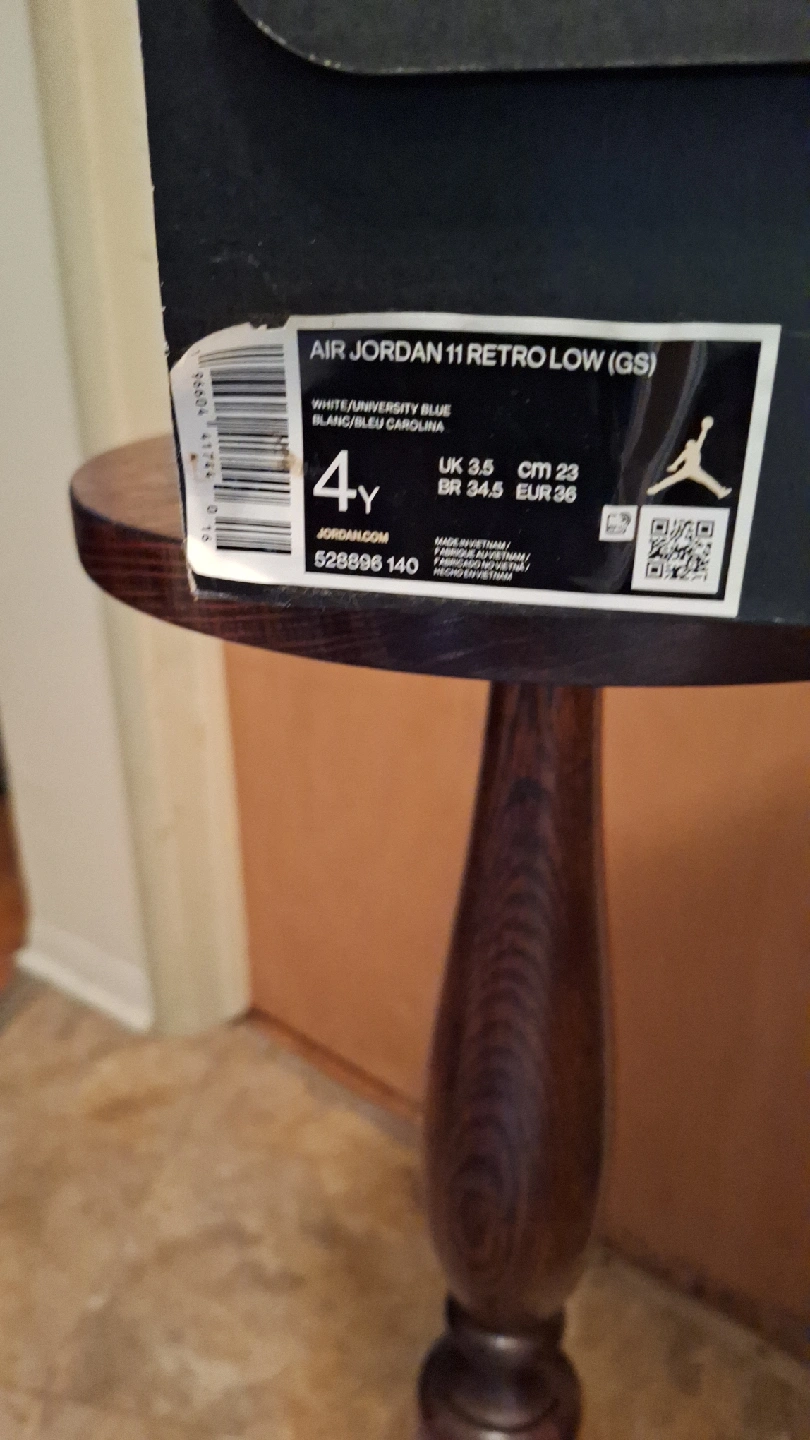 AIR JORDAN 11 RETRO LOW (GS)
WHITE/UNIVERSITY BLUE
BLANC/BLEU CAROLINA
4Y
UK 3.5 cm 23
BR 34.5 EUR 36
JORDAN.COM
528896 140
MADE IN VIETNAM /
FABRIQUE AU VIETNAM /
FABRICADO NO VIETNÃ /
HECHO EN VIETNAM